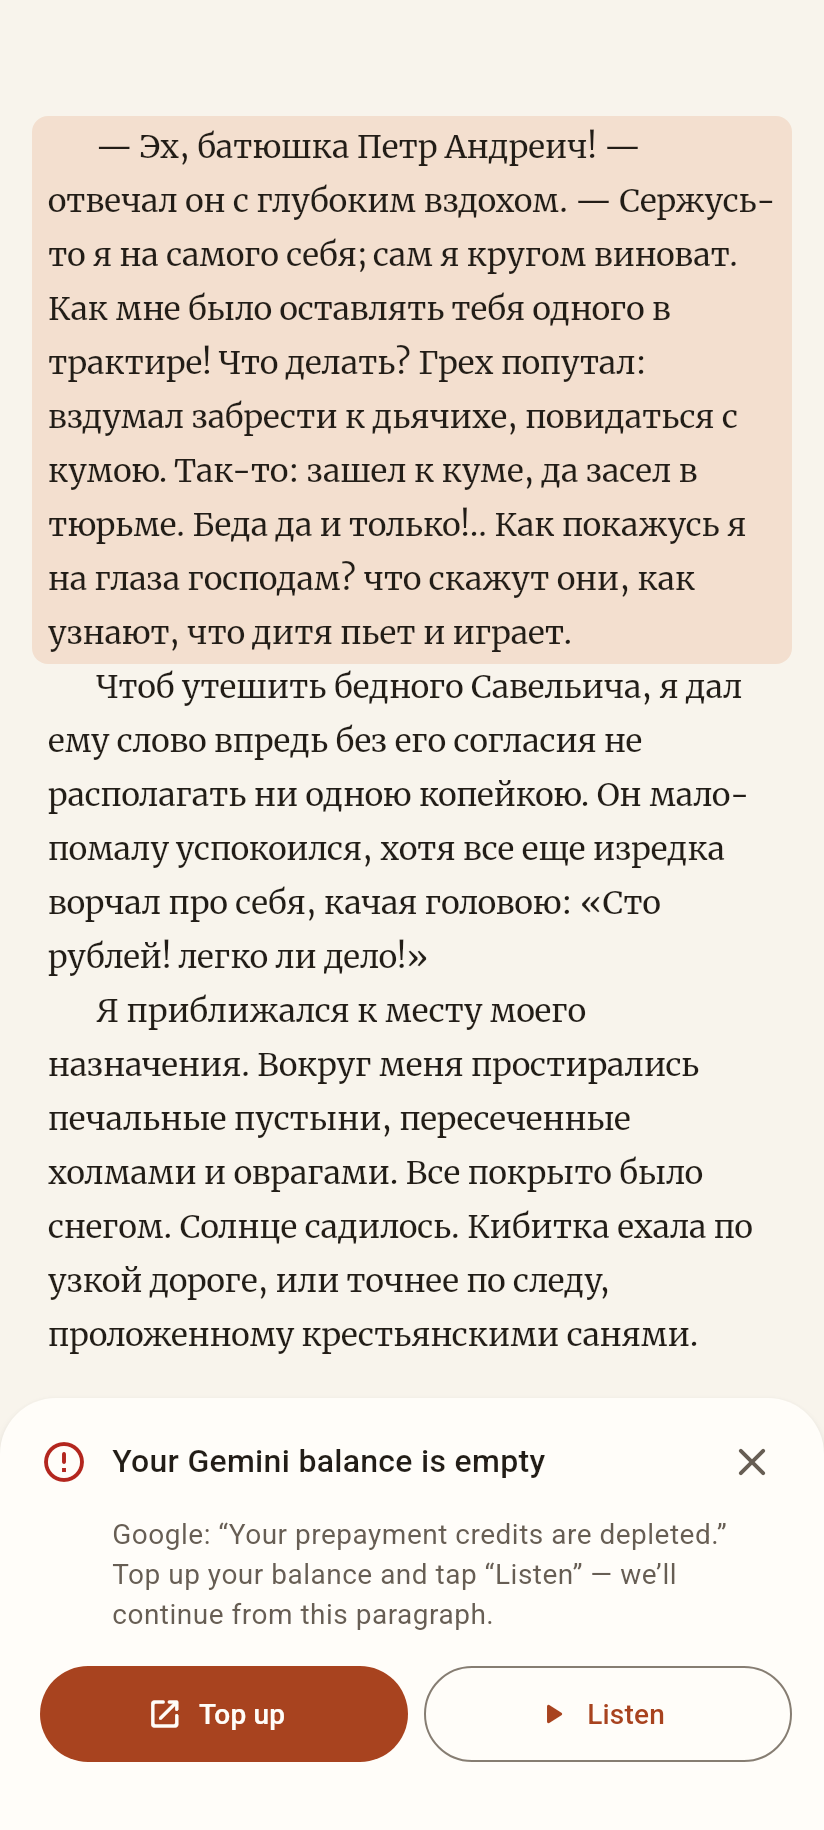 — Эх, батюшка Петр Андреич! —
отвечал он с глубоким вздохом. — Сержусь-
то я на самого себя; сам я кругом виноват.
Как мне было оставлять тебя одного в
трактире! Что делать? Грех попутал:
вздумал забрести к дьячихе, повидаться с
кумою. Так-то: зашел к куме, да засел в
тюрьме. Беда да и только!.. Как покажусь я
на глаза господам? что скажут они, как
узнают, что дитя пьет и играет.
Чтоб утешить бедного Савельича, я дал
ему слово впредь без его согласия не
располагать ни одною копейкою. Он мало-
помалу успокоился, хотя все еще изредка
ворчал про себя, качая головою: «Сто
рублей! легко ли дело!»
Я приближался к месту моего
назначения. Вокруг меня простирались
печальные пустыни, пересеченные
холмами и оврагами. Все покрыто было
снегом. Солнце садилось. Кибитка ехала по
узкой дороге, или точнее по следу,
проложенному крестьянскими санями.
Your Gemini balance is empty
Google: “Your prepayment credits are depleted.”
Top up your balance and tap “Listen” — we’ll
continue from this paragraph.
Top up
Listen